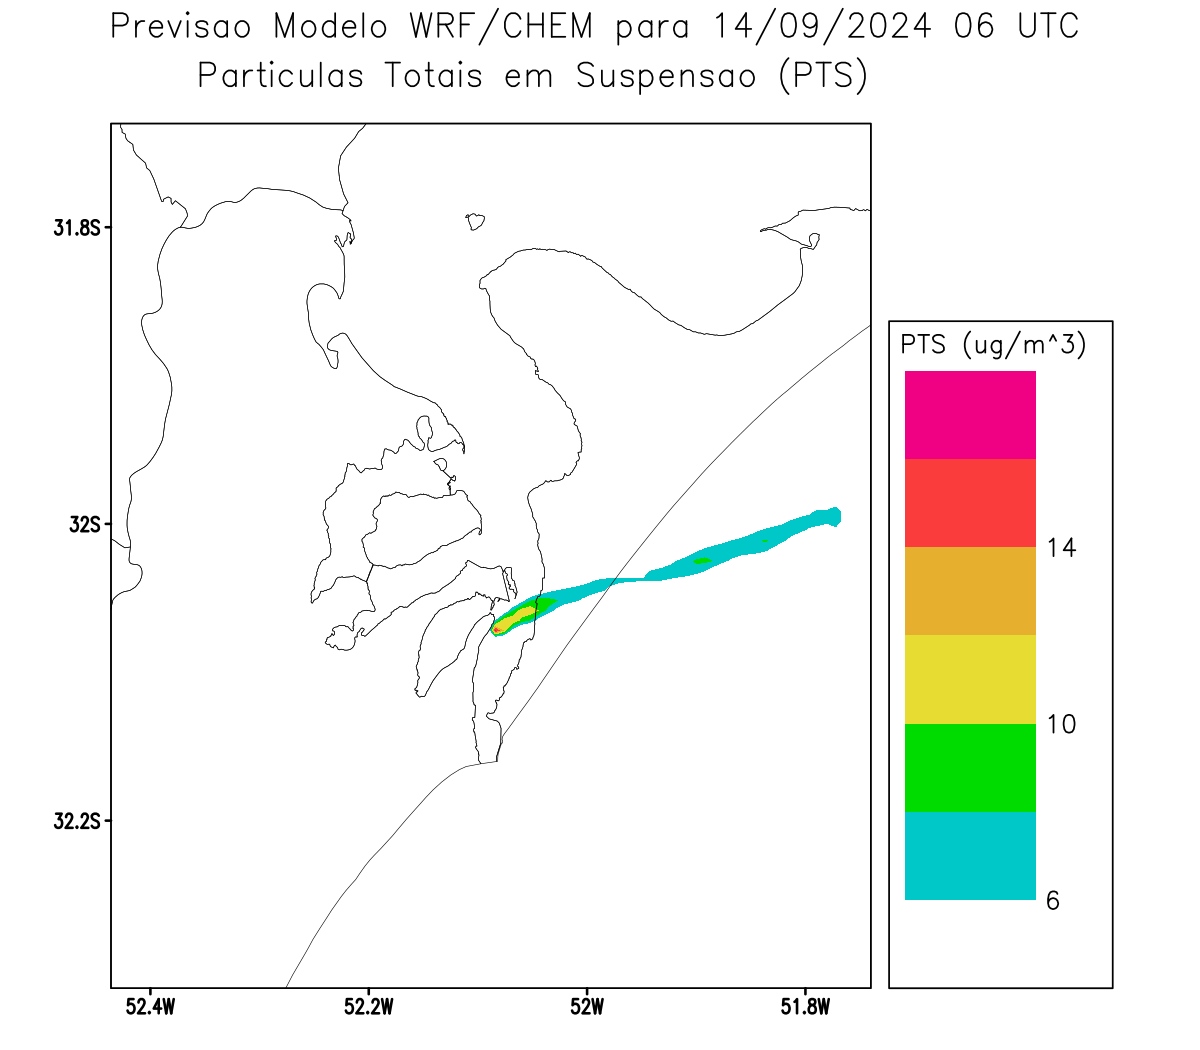 Previsao Modelo WRF/CHEM para 14/09/2024 06 UTC
Particulas Totais em Suspensao (PTS)
31.8S
32S
32.2S
52.4W
52.2W
52W
51.8W
PTS (ug/m^3)
14
10
6